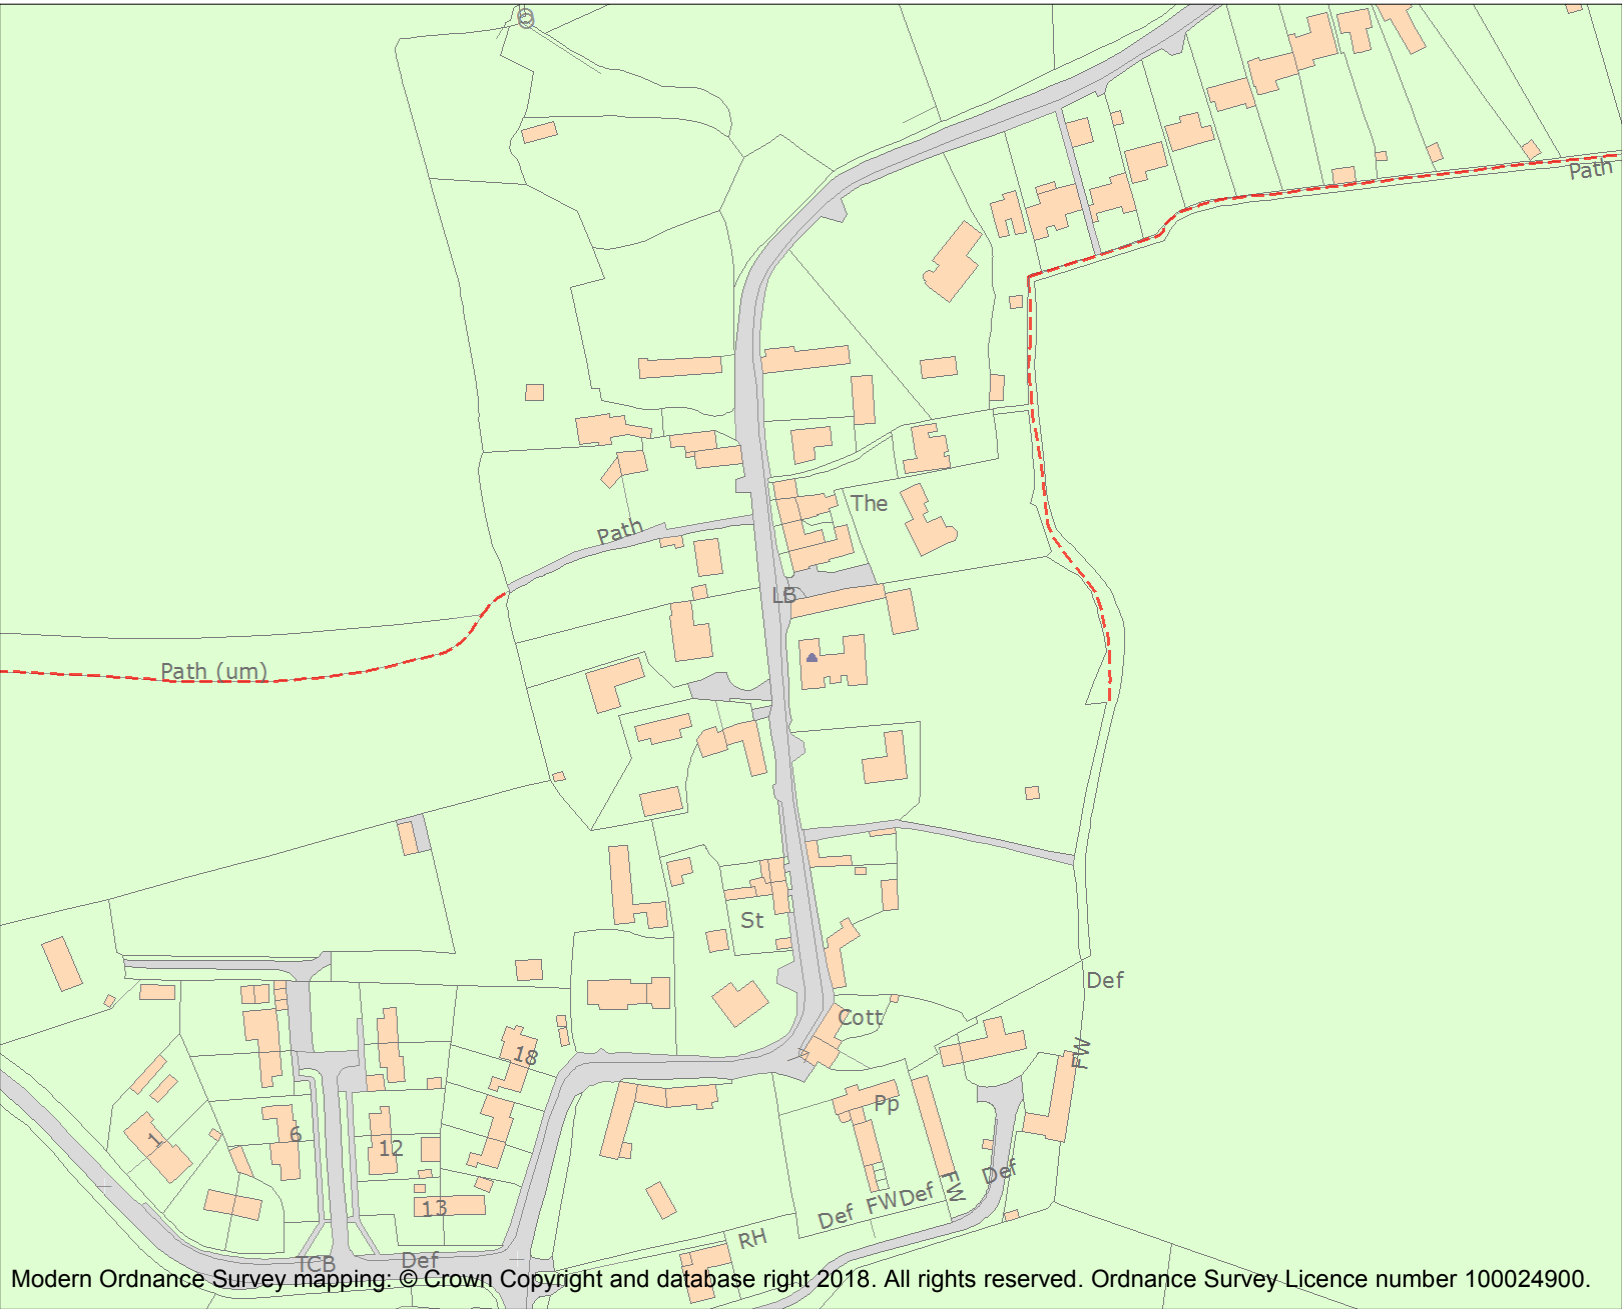 Path
The
Path
LB
Path (um)
St
Def
Cott
18
FW
Pp
1
6
12
Def
FW
13
Def FW Def
RH
TCB
Def
Modern Ordnance Survey mapping: © Crown Copyright and database right 2018. All rights reserved. Ordnance Survey Licence number 100024900.